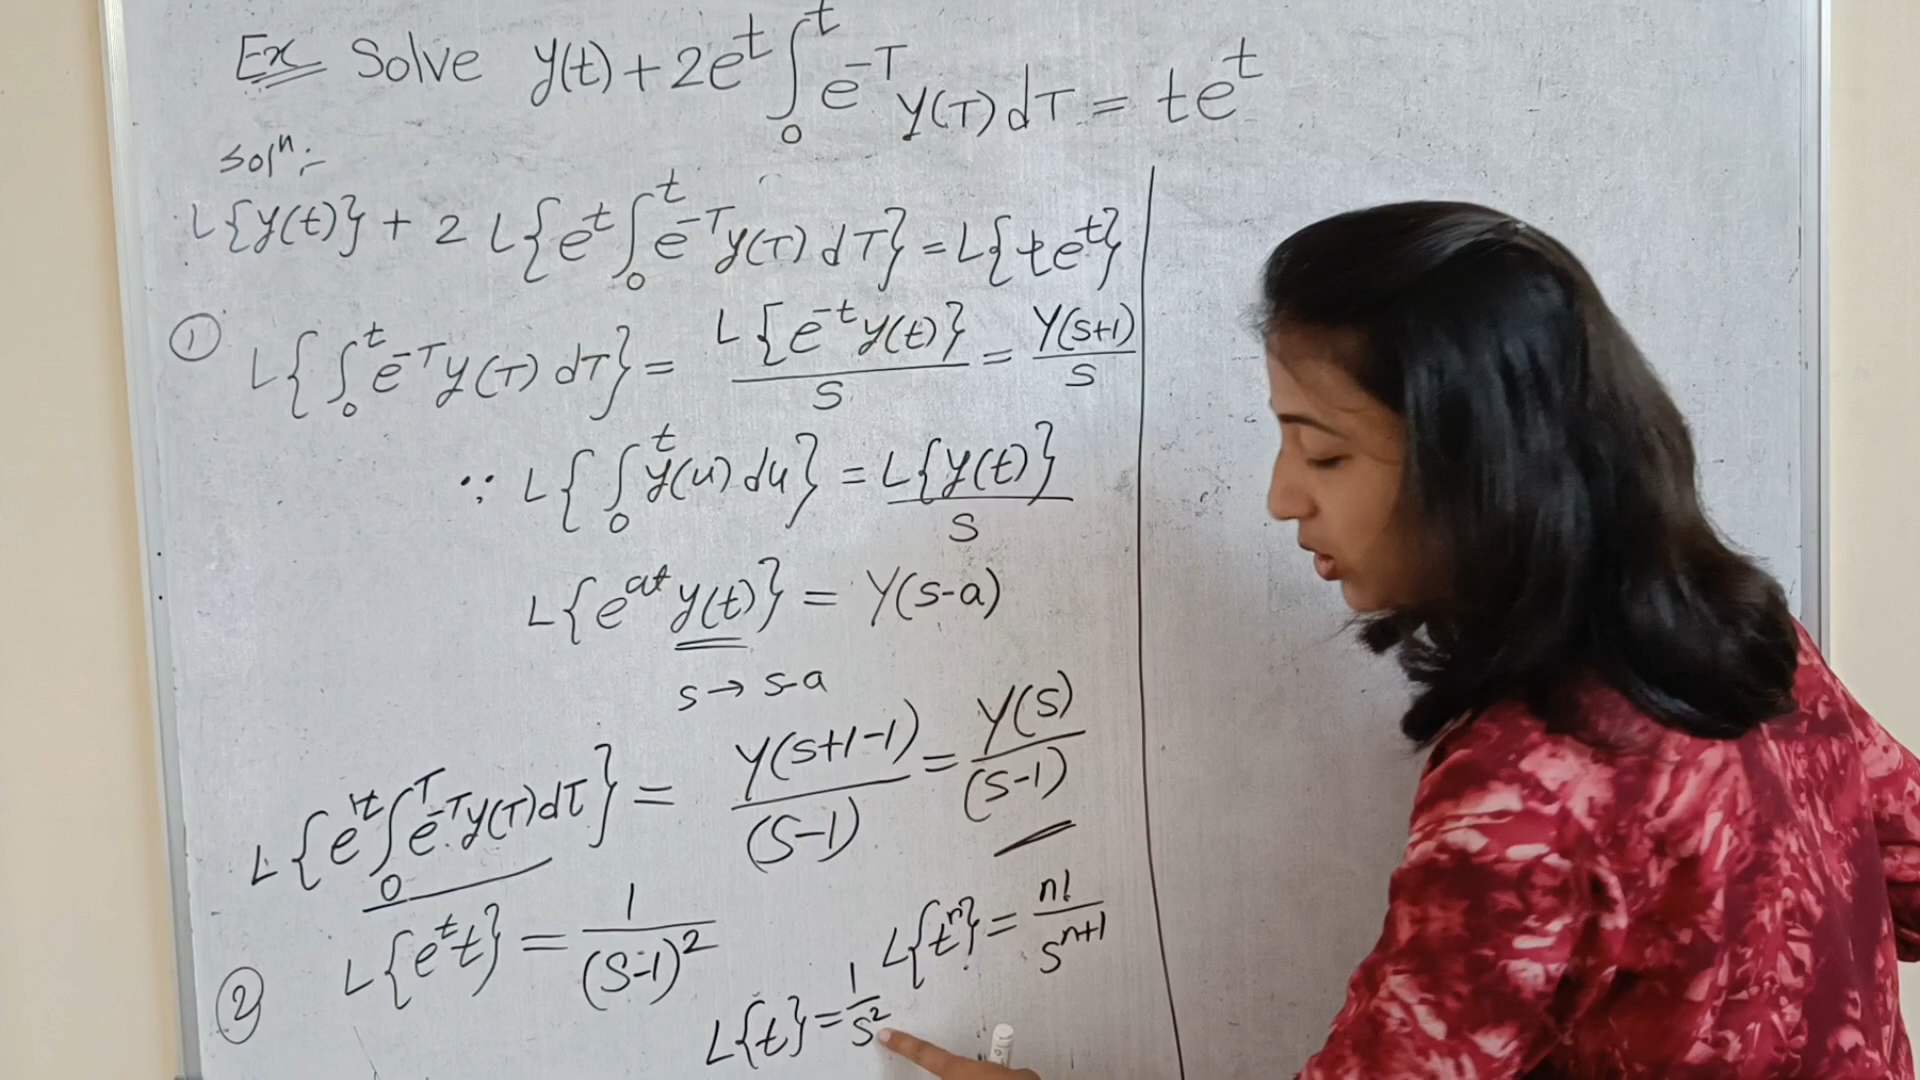 Ex Solve y(t) + 2e^t ∫_0^t e^-T y(T) dT = te^t
Solⁿ:-
L{y(t)} + 2 L{e^t ∫_0^t e^-T y(T) dT} = L{te^t}
① L{∫_0^t e^-T y(T) dT} = L{e^-t y(t)}/S = Y(s+1)/S
∵ L{∫_0^t y(u) du} = L{y(t)}/S
L{e^at y(t)} = Y(s-a)
s → s-a
L{e^1t ∫_0^T e^-T y(T) dT} = Y(s+1-1)/(S-1) = Y(s)/(S-1)
② L{e^t t} = 1/(S-1)^2
L{t^n} = n!/s^n+1
L{t} = 1/s^2